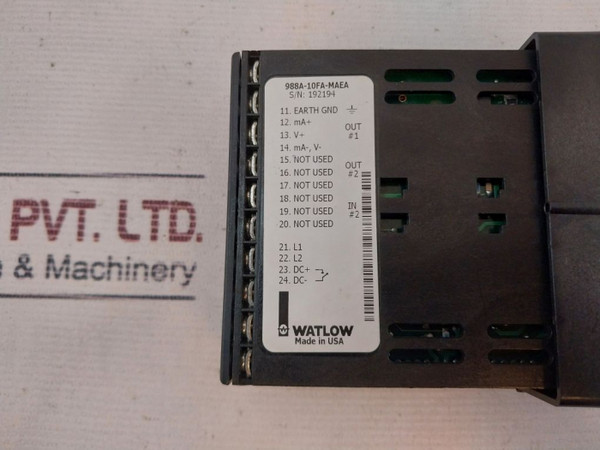 988A-10FA-MAEA
S/N: 192194
11. EARTH GND
12. mA+
13. V+
14. mA-, V-
OUT
#1
15. NOT USED
16. NOT USED
17. NOT USED
OUT
#2
18. NOT USED
19. NOT USED
20. NOT USED
IN
#2
21. L1
22. L2
23. DC+
24. DC-
WATLOW
Made in USA
PVT. LTD.
& Machinery